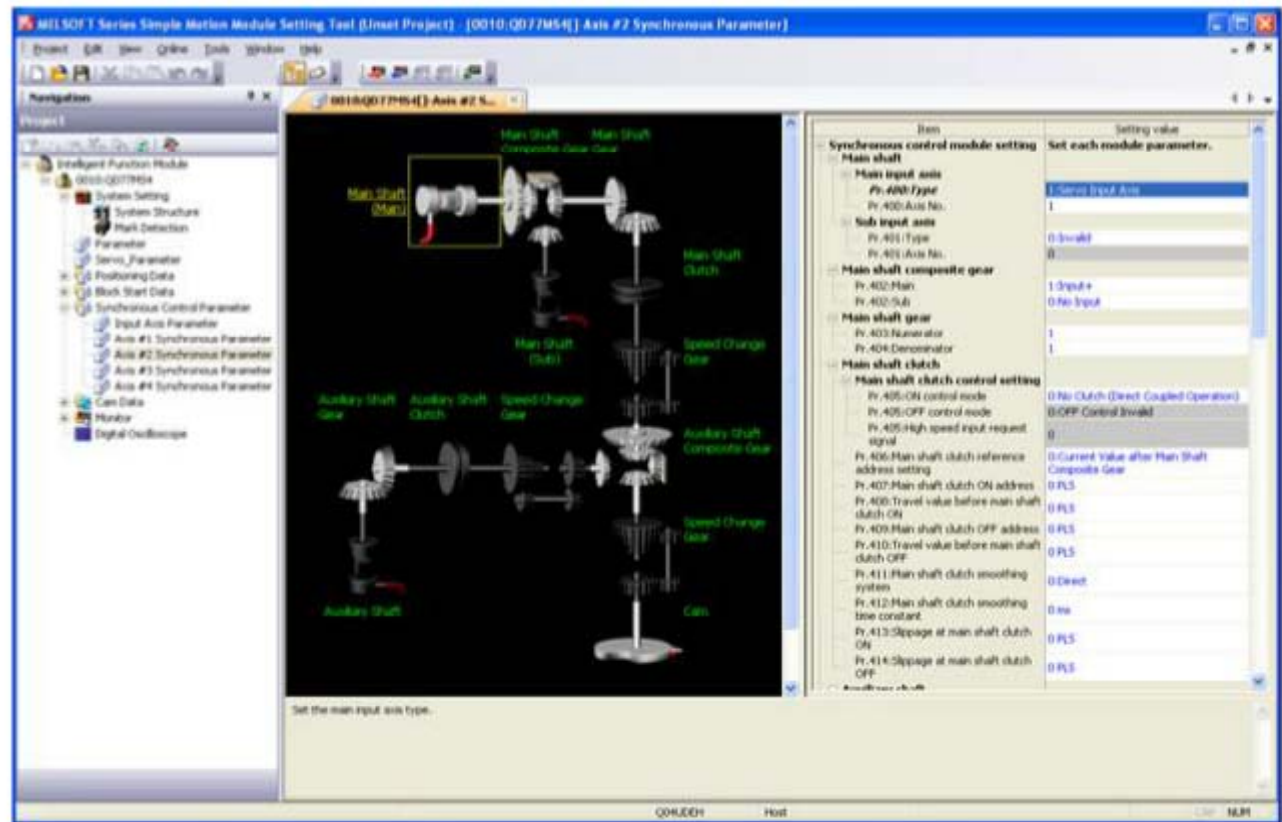 MELSOFT Series Simple Motion Module Setting Tool (Unset Project) - [0010:QD77MS4[] Axis #2 Synchronous Parameter]
Project Edit View Online Tools Window Help
Navigation
0010:QD77MS4[]-Axis #2 S...
Project
Intelligent Function Module
0010:QD77MS4
System Setting
System Structure
Mark Detection
Parameter
Servo_Parameter
Positioning Data
Block Start Data
Synchronous Control Parameter
Input Axis Parameter
Axis #1 Synchronous Parameter
Axis #2 Synchronous Parameter
Axis #3 Synchronous Parameter
Axis #4 Synchronous Parameter
Cam Data
Monitor
Digital Oscilloscope
Main Shaft
Composite Gear
Main Shaft
Gear
Main Shaft
(Main)
Main Shaft
Clutch
Main Shaft
(Sub)
Speed Change
Gear
Auxiliary Shaft
Gear
Auxiliary Shaft
Clutch
Speed Change
Gear
Auxiliary Shaft
Composite Gear
Speed Change
Gear
Auxiliary Shaft
Cam
Item Setting value
Synchronous control module setting Set each module parameter.
Main shaft
Main input axis
Pr.400:Type 1:Servo Input Axis
Pr.400:Axis No. 1
Sub input axis
Pr.401:Type 0:Invalid
Pr.401:Axis No. 0
Main shaft composite gear
Pr.402:Main 1:Input+
Pr.402:Sub 0:No Input
Main shaft gear
Pr.403:Numerator 1
Pr.404:Denominator 1
Main shaft clutch
Main shaft clutch control setting
Pr.405:ON control mode 0:No Clutch (Direct Coupled Operation)
Pr.405:OFF control mode 0:OFF Control Invalid
Pr.405:High speed input request
signal 0
Pr.406:Main shaft clutch reference
address setting
0:Current Value after Main Shaft
Composite Gear
Pr.407:Main shaft clutch ON address 0 PLS
Pr.408:Travel value before main shaft
clutch ON 0 PLS
Pr.409:Main shaft clutch OFF address 0 PLS
Pr.410:Travel value before main shaft
clutch OFF 0 PLS
Pr.411:Main shaft clutch smoothing
system 0:Direct
Pr.412:Main shaft clutch smoothing
time constant 0 ms
Pr.413:Slippage at main shaft clutch
ON 0 PLS
Pr.414:Slippage at main shaft clutch
OFF 0 PLS
Auxiliary shaft
Set the main input axis type.
Q04UDEH Host CAP NUM